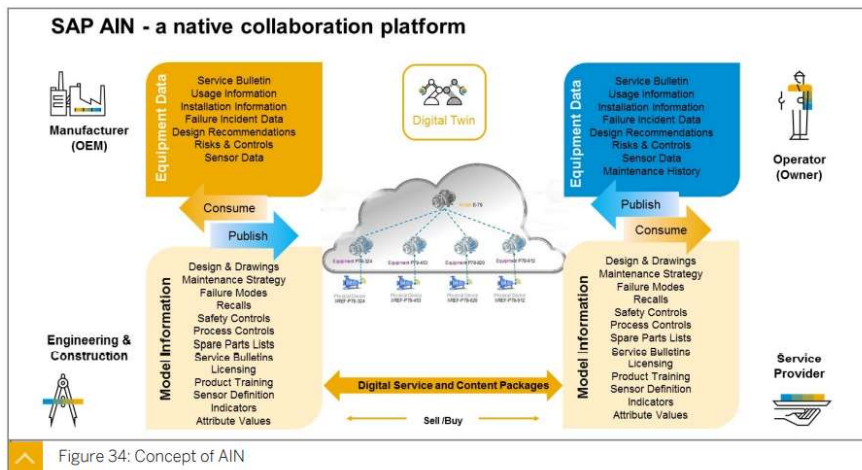 SAP AIN - a native collaboration platform
Manufacturer
(OEM)
Equipment Data
Service Bulletin
Usage Information
Installation Information
Failure Incident Data
Design Recommendations
Risks & Controls
Sensor Data
Digital Twin
Equipment Data
Service Bulletin
Usage Information
Installation Information
Failure Incident Data
Design Recommendations
Risks & Controls
Sensor Data
Maintenance History
Operator
(Owner)
Consume
Publish
Publish
Consume
Engineering &
Construction
Model Information
Design & Drawings
Maintenance Strategy
Failure Modes
Recalls
Safety Controls
Process Controls
Spare Parts Lists
Service Bulletins
Licensing
Product Training
Sensor Definition
Indicators
Attribute Values
Digital Service and Content Packages
Sell /Buy
Model Information
Design & Drawings
Maintenance Strategy
Failure Modes
Recalls
Safety Controls
Process Controls
Spare Parts Lists
Service Bulletins
Licensing
Product Training
Sensor Definition
Indicators
Attribute Values
Service
Provider
Figure 34: Concept of AIN